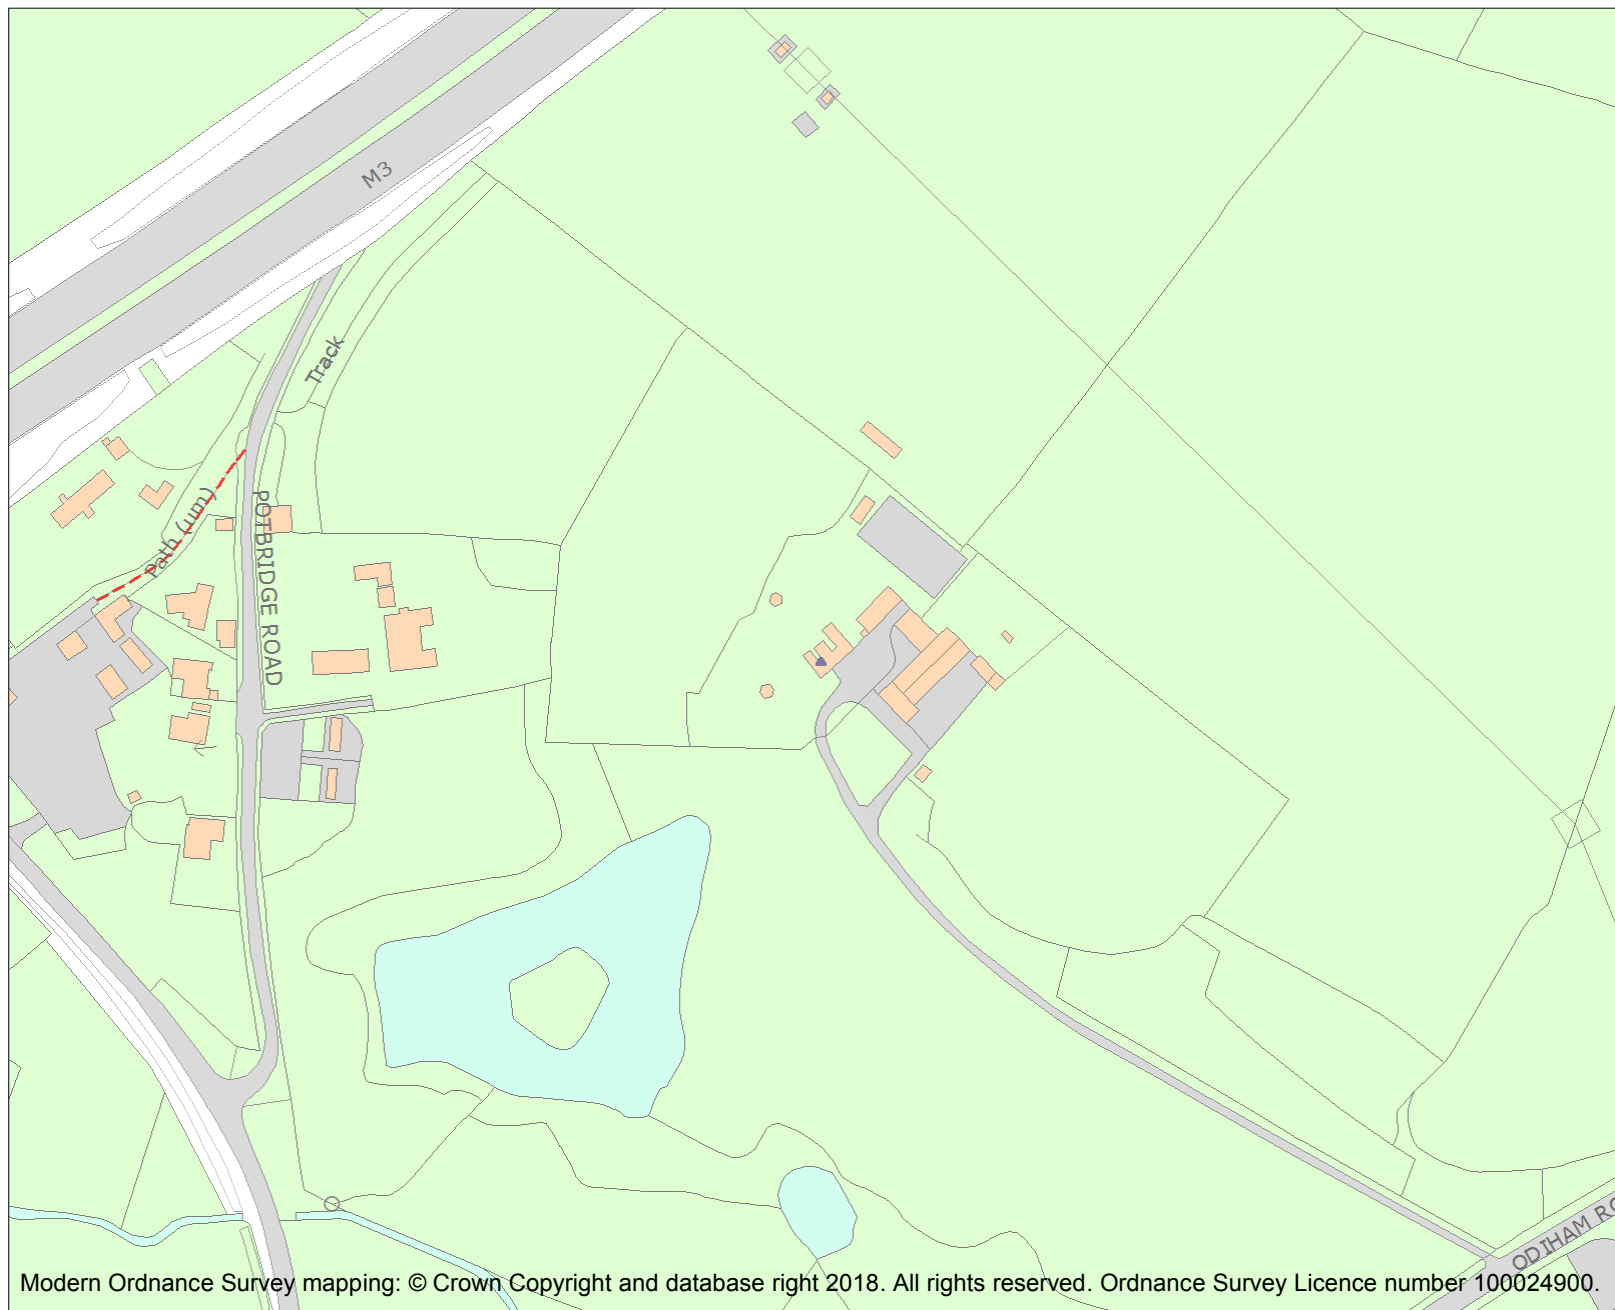 M3
Track
Path (um)
POTBRIDGE ROAD
ODIHAM RO
Modern Ordnance Survey mapping: © Crown Copyright and database right 2018. All rights reserved. Ordnance Survey Licence number 100024900.